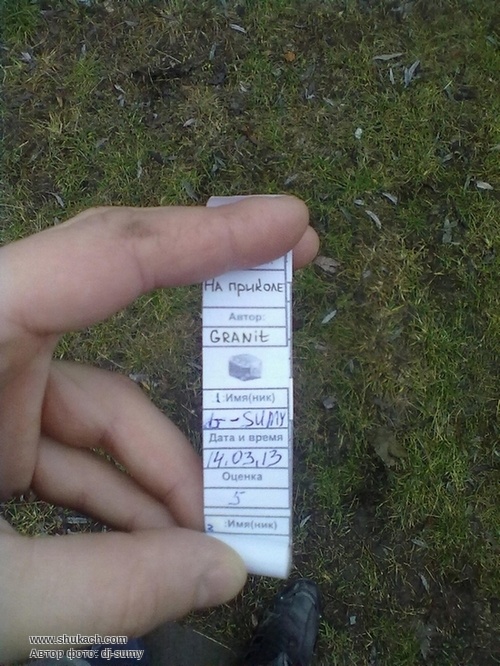 На приколе
Автор:
GRANit
1 :Имя(ник)
-SUMY
Дата и время
14.03.13
Оценка
5
2 :Имя(ник)
www.shukach.com
Автор фото: dj-sumy